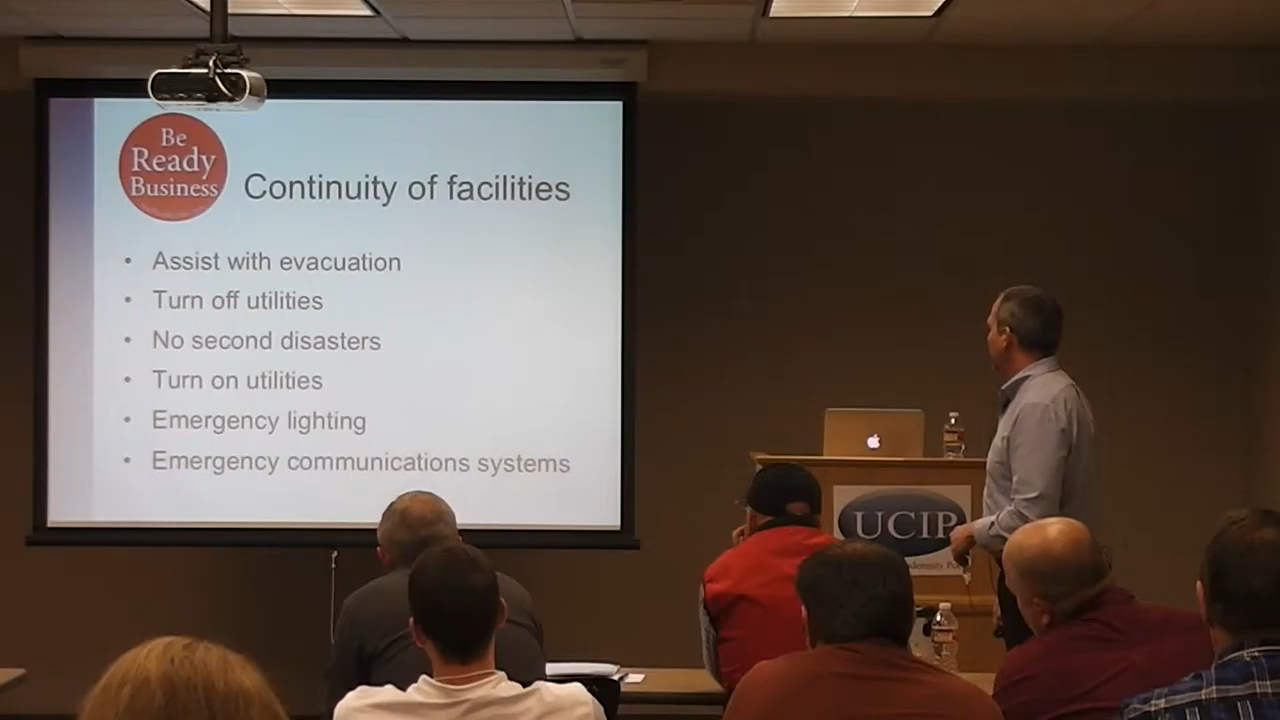 Be
Ready
Business
Continuity of facilities
• Assist with evacuation
• Turn off utilities
• No second disasters
• Turn on utilities
• Emergency lighting
• Emergency communications systems
UCIP